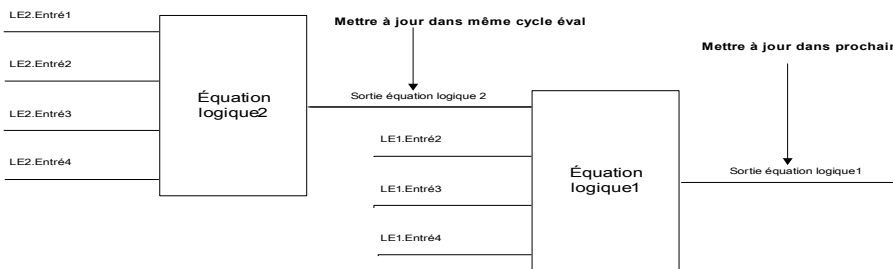 LE2.Entré1
Mettre à jour dans même cycle éval
Mettre à jour dans prochain
LE2.Entré2
Équation
logique2
Sortie équation logique 2
LE2.Entré3
LE1.Entré2
LE2.Entré4
Équation
logique1
Sortie équation logique1
LE1.Entré3
LE1.Entré4